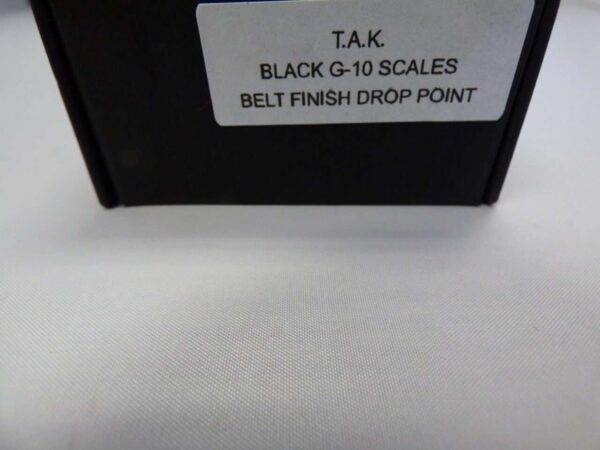 T.A.K.
BLACK G-10 SCALES
BELT FINISH DROP POINT